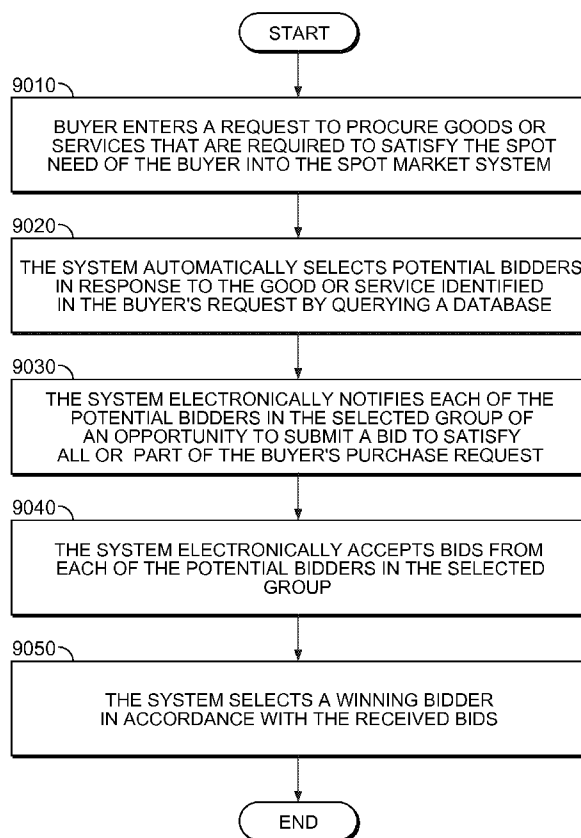 START
9010
BUYER ENTERS A REQUEST TO PROCURE GOODS OR
SERVICES THAT ARE REQUIRED TO SATISFY THE SPOT
NEED OF THE BUYER INTO THE SPOT MARKET SYSTEM
9020
THE SYSTEM AUTOMATICALLY SELECTS POTENTIAL BIDDERS
IN RESPONSE TO THE GOOD OR SERVICE IDENTIFIED
IN THE BUYER'S REQUEST BY QUERYING A DATABASE
9030
THE SYSTEM ELECTRONICALLY NOTIFIES EACH OF THE
POTENTIAL BIDDERS IN THE SELECTED GROUP OF
AN OPPORTUNITY TO SUBMIT A BID TO SATISFY
ALL OR PART OF THE BUYER'S PURCHASE REQUEST
9040
THE SYSTEM ELECTRONICALLY ACCEPTS BIDS FROM
EACH OF THE POTENTIAL BIDDERS IN THE SELECTED
GROUP
9050
THE SYSTEM SELECTS A WINNING BIDDER
IN ACCORDANCE WITH THE RECEIVED BIDS
END